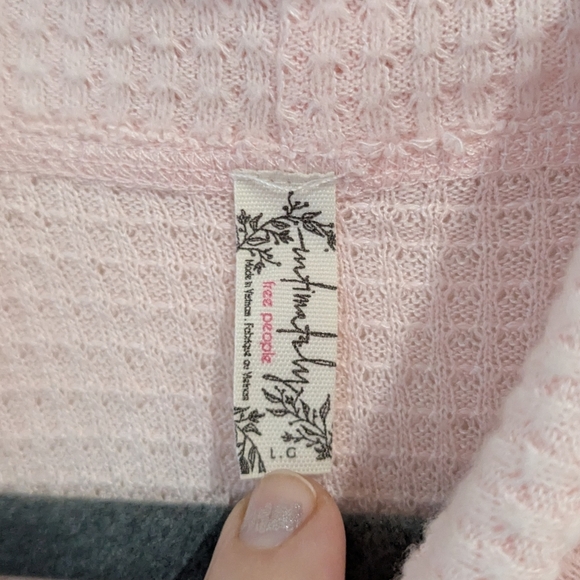 intimately
free people
Made in Vietnam . Fabriqué au Vietnam
L.G